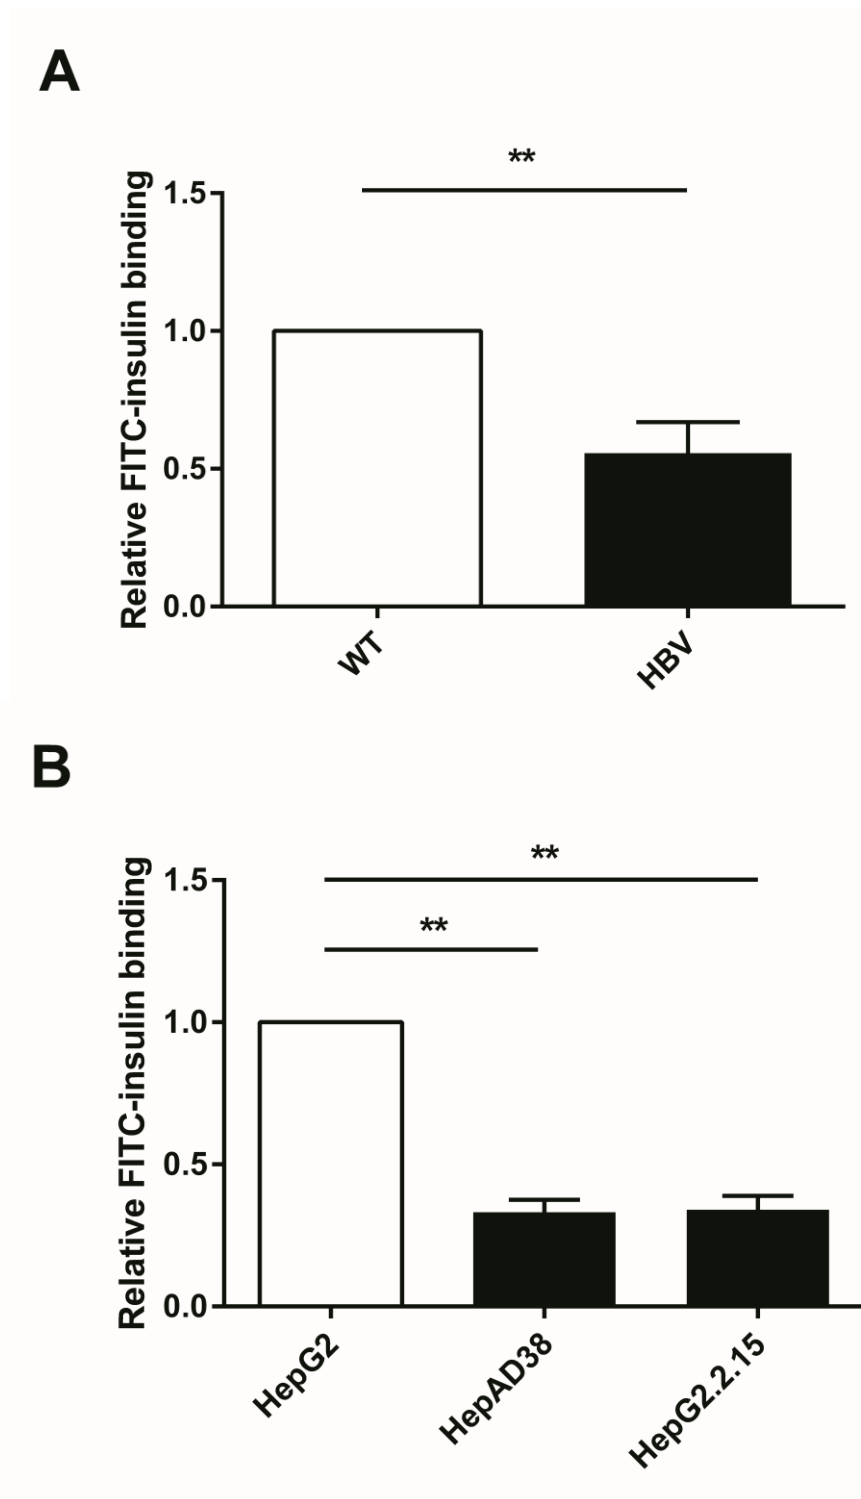 A
**
Relative FITC-insulin binding
1.5
1.0
0.5
0.0
WT
HBV
B
**
**
Relative FITC-insulin binding
1.5
1.0
0.5
0.0
HepG2
HepAD38
HepG2.2.15